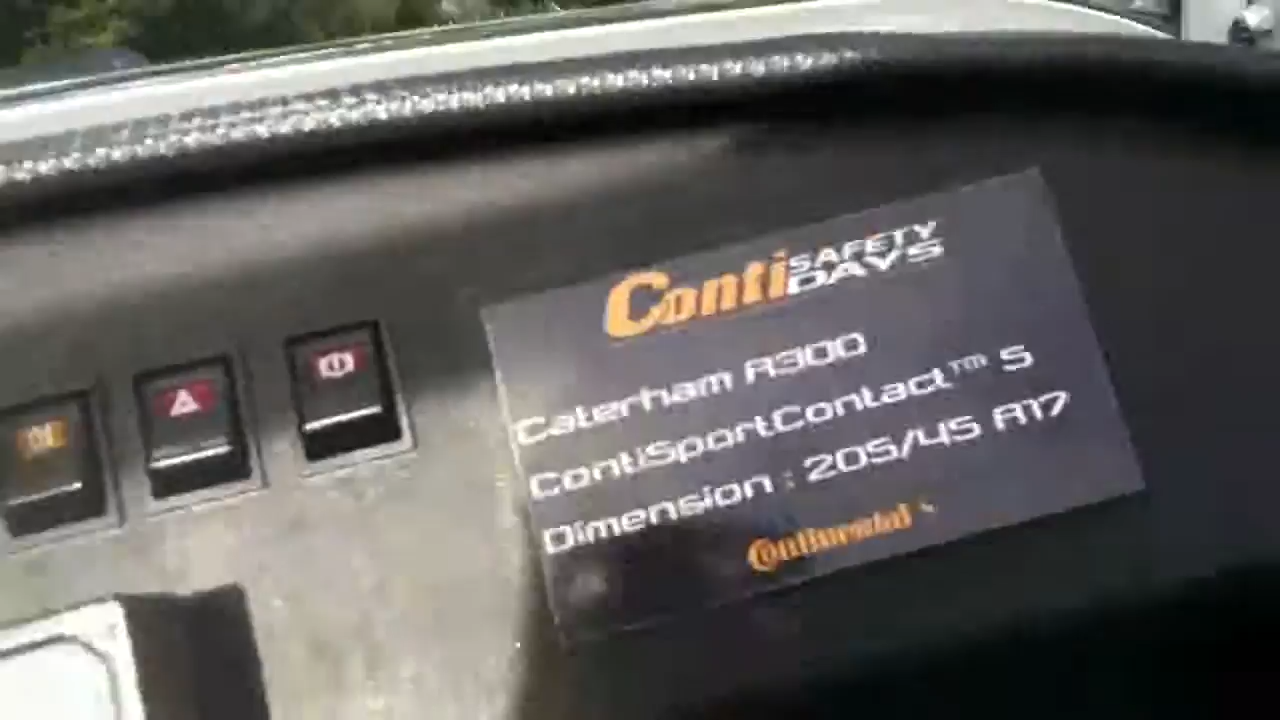 Conti SAFETY DAYS
Caterham R300
ContiSportContact™ 5
Dimension : 205/45 R17
Continental